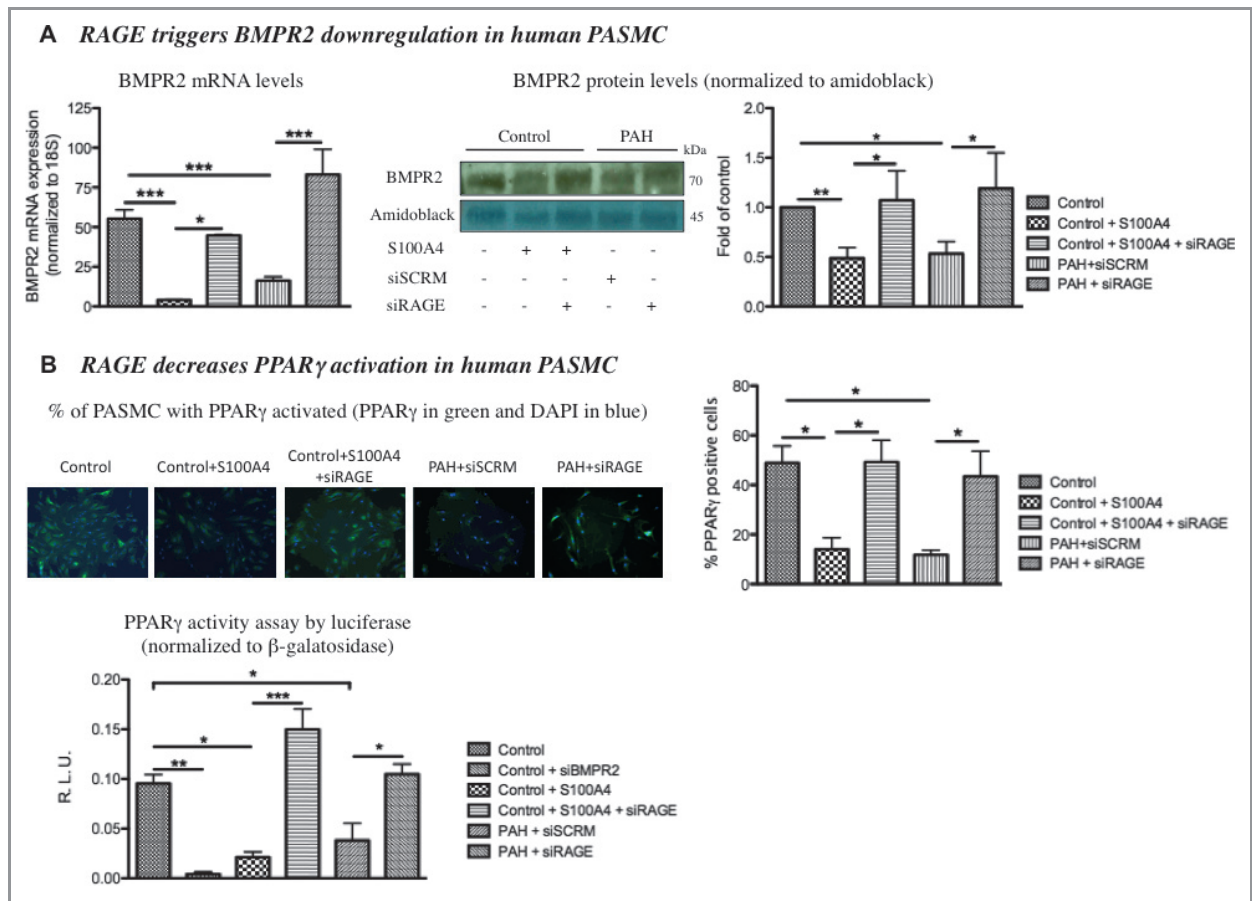 A RAGE triggers BMPR2 downregulation in human PASMC
BMPR2 mRNA levels
BMPR2 mRNA expression
(normalized to 18S)
125
100
75
50
25
0
***
***
*
***
BMPR2 protein levels (normalized to amidoblack)
Control PAH
kDa
BMPR2 70
Amidoblack 45
S100A4 - + + - -
siSCRM - - - + -
siRAGE - - + - +
Fold of control
2.0
1.5
1.0
0.5
0.0
*
*
*
**
Control
Control + S100A4
Control + S100A4 + siRAGE
PAH+siSCRM
PAH + siRAGE
B RAGE decreases PPARγ activation in human PASMC
% of PASMC with PPARγ activated (PPARγ in green and DAPI in blue)
Control
Control+S100A4
Control+S100A4
+siRAGE
PAH+siSCRM
PAH+siRAGE
% PPARγ positive cells
80
60
40
20
0
*
*
*
*
Control
Control + S100A4
Control + S100A4 + siRAGE
PAH+siSCRM
PAH + siRAGE
PPARγ activity assay by luciferase
(normalized to β-galatosidase)
R. L. U.
0.20
0.15
0.10
0.05
0.00
*
***
*
**
*
Control
Control + siBMPR2
Control + S100A4
Control + S100A4 + siRAGE
PAH + siSCRM
PAH + siRAGE